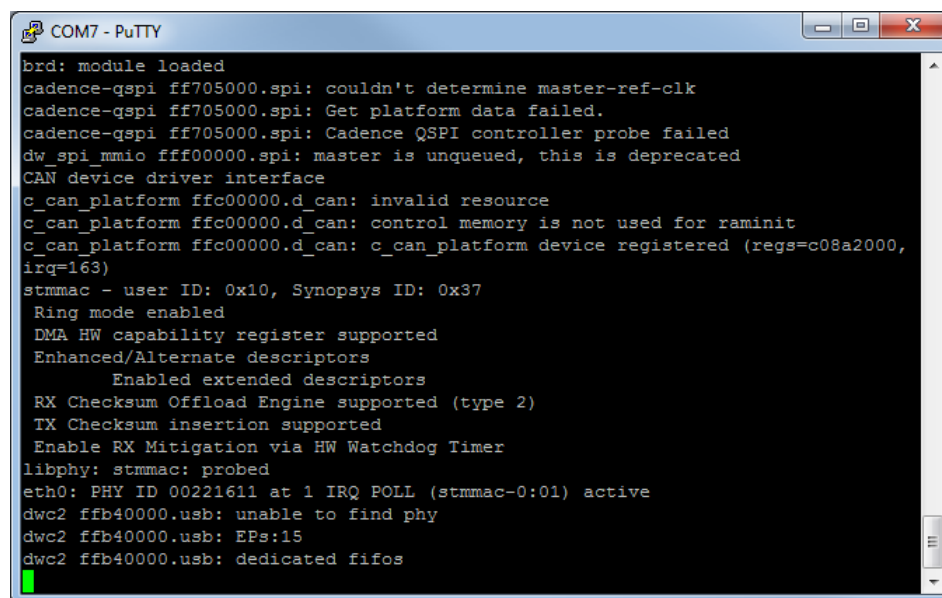 COM7 - PuTTY
brd: module loaded
cadence-qspi ff705000.spi: couldn't determine master-ref-clk
cadence-qspi ff705000.spi: Get platform data failed.
cadence-qspi ff705000.spi: Cadence QSPI controller probe failed
dw_spi_mmio fff00000.spi: master is unqueued, this is deprecated
CAN device driver interface
c_can_platform ffc00000.d_can: invalid resource
c_can_platform ffc00000.d_can: control memory is not used for raminit
c_can_platform ffc00000.d_can: c_can_platform device registered (regs=c08a2000,
irq=163)
stmmac - user ID: 0x10, Synopsys ID: 0x37
 Ring mode enabled
 DMA HW capability register supported
 Enhanced/Alternate descriptors
        Enabled extended descriptors
 RX Checksum Offload Engine supported (type 2)
 TX Checksum insertion supported
 Enable RX Mitigation via HW Watchdog Timer
libphy: stmmac: probed
eth0: PHY ID 00221611 at 1 IRQ POLL (stmmac-0:01) active
dwc2 ffb40000.usb: unable to find phy
dwc2 ffb40000.usb: EPs:15
dwc2 ffb40000.usb: dedicated fifos